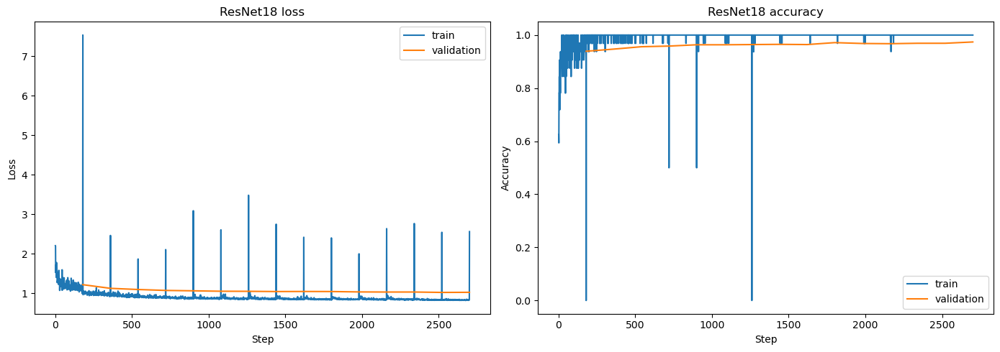 ResNet18 loss
train
validation
7
6
5
4
3
2
1
Loss
0
500
1000
1500
2000
2500
Step
ResNet18 accuracy
1.0
0.8
0.6
0.4
0.2
0.0
Accuracy
train
validation
0
500
1000
1500
2000
2500
Step